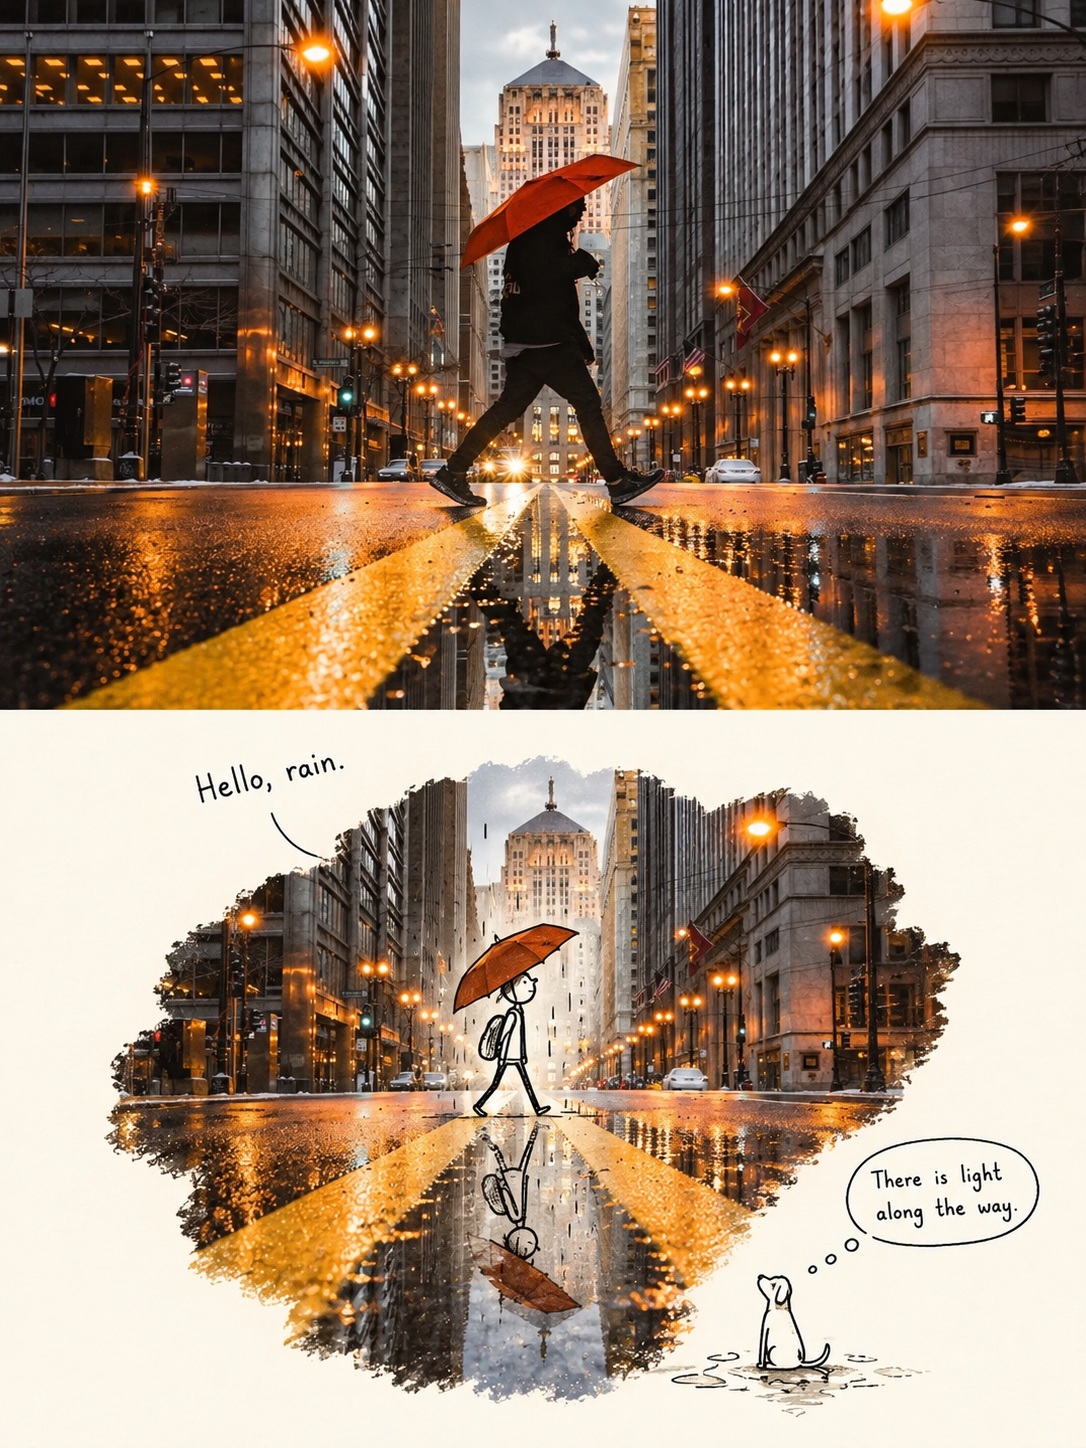 Hello, rain.
There is light
along the way.